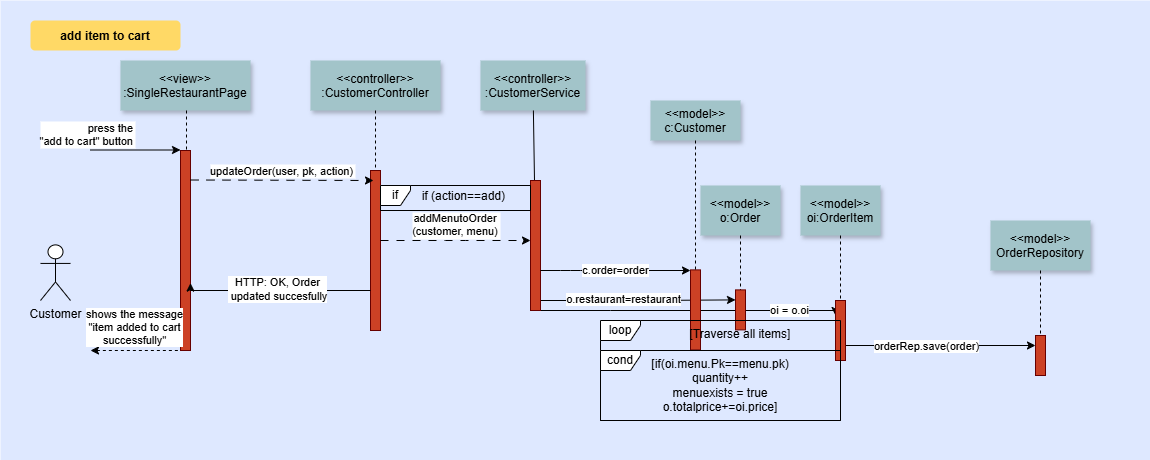 add item to cart
<<view>>
:SingleRestaurantPage
<<controller>>
:CustomerController
<<controller>>
:CustomerService
<<model>>
c:Customer
<<model>>
o:Order
<<model>>
oi:OrderItem
<<model>>
OrderRepository
press the
"add to cart" button
updateOrder(user, pk, action)
if
if (action==add)
addMenutoOrder
(customer, menu)
c.order=order
HTTP: OK, Order
updated succesfully
o.restaurant=restaurant
oi = o.oi
Customer
shows the message
"item added to cart
successfully"
loop
[Traverse all items]
orderRep.save(order)
cond
[if(oi.menu.Pk==menu.pk)
quantity++
menuexists = true
o.totalprice+=oi.price]